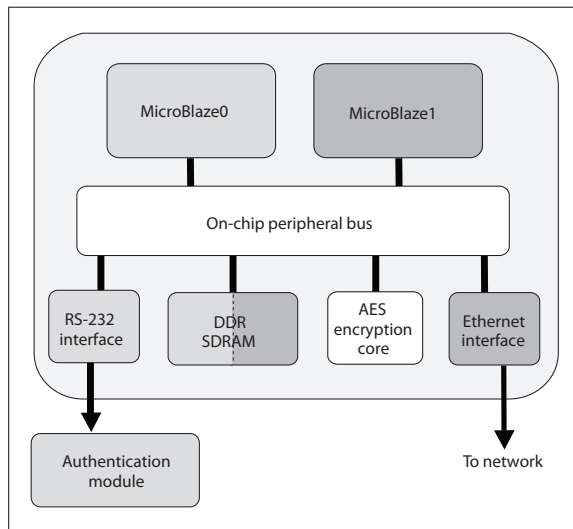 MicroBlaze0
MicroBlaze1
On-chip peripheral bus
RS-232
interface
DDR
SDRAM
AES
encryption
core
Ethernet
interface
Authentication
module
To network